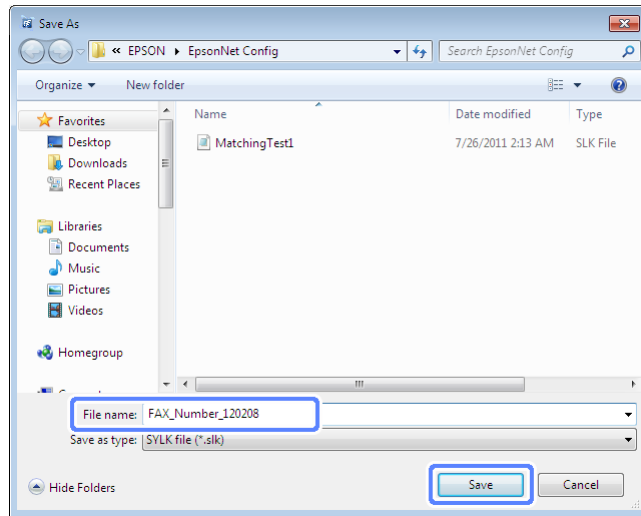 Save As
« EPSON ▸ EpsonNet Config
Search EpsonNet Config
Organize ▾ New folder
Favorites
Desktop
Downloads
Recent Places
Libraries
Documents
Music
Pictures
Videos
Homegroup
Name Date modified Type
MatchingTest1 7/26/2011 2:13 AM SLK File
File name: FAX_Number_120208
Save as type: SYLK file (*.slk)
Hide Folders Save Cancel